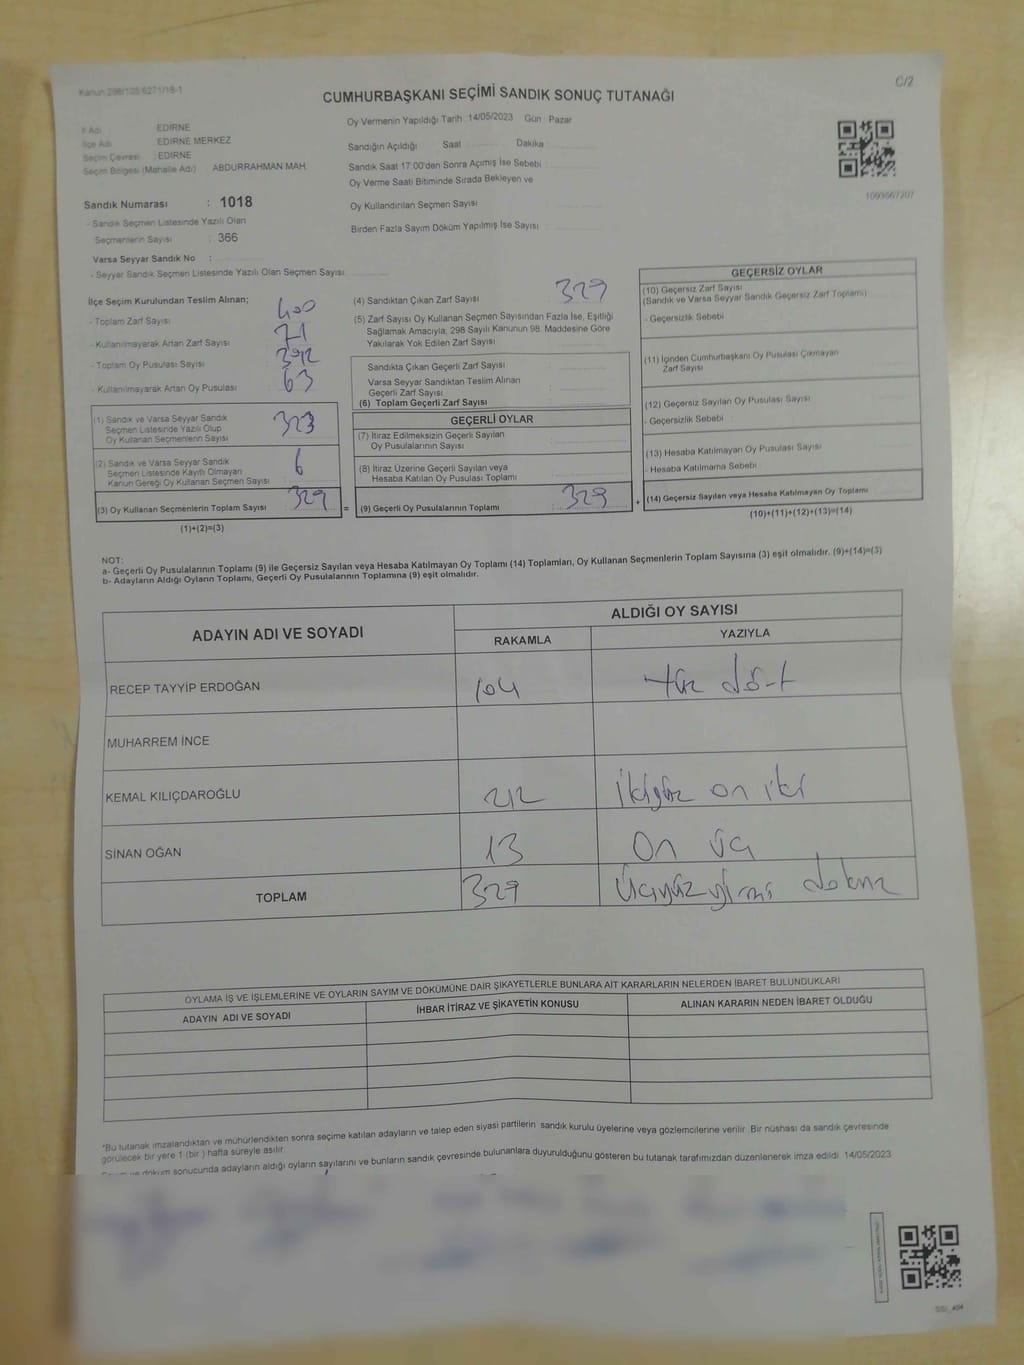 Kanun 298/105 6271/18-1
C/2
CUMHURBAŞKANI SEÇİMİ SANDIK SONUÇ TUTANAĞI
İl Adı EDİRNE
İlçe Adı EDİRNE MERKEZ
Seçim Çevresi : EDİRNE
Seçim Bölgesi (Mahalle Adı) ABDURRAHMAN MAH.
Sandık Numarası : 1018
- Sandık Seçmen Listesinde Yazılı Olan
Seçmenlerin Sayısı : 366
Varsa Seyyar Sandık No :
- Seyyar Sandık Seçmen Listesinde Yazılı Olan Seçmen Sayısı
Oy Vermenin Yapıldığı Tarih 14/05/2023 Gün : Pazar
Sandığın Açıldığı Saat Dakika
Sandık Saat 17:00'den Sonra Açımış İse Sebebi
Oy Verme Saati Bitiminde Sırada Bekleyen ve
Oy Kullandırılan Seçmen Sayısı
Birden Fazla Sayım Döküm Yapılmış İse Sayısı
1093567207
İlçe Seçim Kurulundan Teslim Alınan;
- Toplam Zarf Sayısı 400
- Kullanılmayarak Artan Zarf Sayısı 71
- Toplam Oy Pusulası Sayısı 392
- Kullanılmayarak Artan Oy Pusulası 63
(1) Sandık ve Varsa Seyyar Sandık
Seçmen Listesinde Yazılı Olup
Oy Kullanan Seçmenlerin Sayısı 323
(2) Sandık ve Varsa Seyyar Sandık
Seçmen Listesinde Kayıtlı Olmayan
Kanun Gereği Oy Kullanan Seçmen Sayısı 6
(3) Oy Kullanan Seçmenlerin Toplam Sayısı 329 =
(1)+(2)=(3)
(4) Sandıktan Çıkan Zarf Sayısı 329
(5) Zarf Sayısı Oy Kullanan Seçmen Sayısından Fazla İse, Eşitliği
Sağlamak Amacıyla, 298 Sayılı Kanunun 98. Maddesine Göre
Yakılarak Yok Edilen Zarf Sayısı
Sandıkta Çıkan Geçerli Zarf Sayısı
Varsa Seyyar Sandıktan Teslim Alınan
Geçerli Zarf Sayısı
(6) Toplam Geçerli Zarf Sayısı
GEÇERLİ OYLAR
(7) İtiraz Edilmeksizin Geçerli Sayılan
Oy Pusulalarının Sayısı
(8) İtiraz Üzerine Geçerli Sayılan veya
Hesaba Katılan Oy Pusulası Toplamı
(9) Geçerli Oy Pusulalarının Toplamı 329 +
GEÇERSİZ OYLAR
(10) Geçersiz Zarf Sayısı
(Sandık ve Varsa Seyyar Sandık Geçersiz Zarf Toplamı)
- Geçersizlik Sebebi
(11) İçinden Cumhurbaşkanı Oy Pusulası Çıkmayan
Zarf Sayısı
(12) Geçersiz Sayılan Oy Pusulası Sayısı
- Geçersizlik Sebebi
(13) Hesaba Katılmayan Oy Pusulası Sayısı
- Hesaba Katılmama Sebebi
(14) Geçersiz Sayılan veya Hesaba Katılmayan Oy Toplamı
(10)+(11)+(12)+(13)=(14)
NOT:
a- Geçerli Oy Pusulalarının Toplamı (9) ile Geçersiz Sayılan veya Hesaba Katılmayan Oy Toplamı (14) Toplamları, Oy Kullanan Seçmenlerin Toplam Sayısına (3) eşit olmalıdır. (9)+(14)=(3)
b- Adayların Aldığı Oyların Toplamı, Geçerli Oy Pusulalarının Toplamına (9) eşit olmalıdır.
ADAYIN ADI VE SOYADI
ALDIĞI OY SAYISI
RAKAMLA YAZIYLA
RECEP TAYYİP ERDOĞAN 104 yüz dört
MUHARREM İNCE
KEMAL KILIÇDAROĞLU 212 İkiyüz on iki
SİNAN OĞAN 13 On üç
TOPLAM 329 Üçyüz yirmi dokuz
OYLAMA İŞ VE İŞLEMLERİNE VE OYLARIN SAYIM VE DÖKÜMÜNE DAİR ŞİKAYETLERLE BUNLARA AİT KARARLARIN NELERDEN İBARET BULUNDUKLARI
ADAYIN ADI VE SOYADI İHBAR İTİRAZ VE ŞİKAYETİN KONUSU ALINAN KARARIN NEDEN İBARET OLDUĞU
*Bu tutanak imzalandıktan ve mühürlendikten sonra seçime katılan adayların ve talep eden siyasi partilerin sandık kurulu üyelerine veya gözlemcilerine verilir. Bir nüshası da sandık çevresinde
görülecek bir yere 1 (bir ) hafta süreyle asılır.
döküm sonucunda adayların aldığı oyların sayılarını ve bunların sandık çevresinde bulunanlara duyurulduğunu gösteren bu tutanak tarafımızdan düzenlenerek imza edildi. 14/05/2023